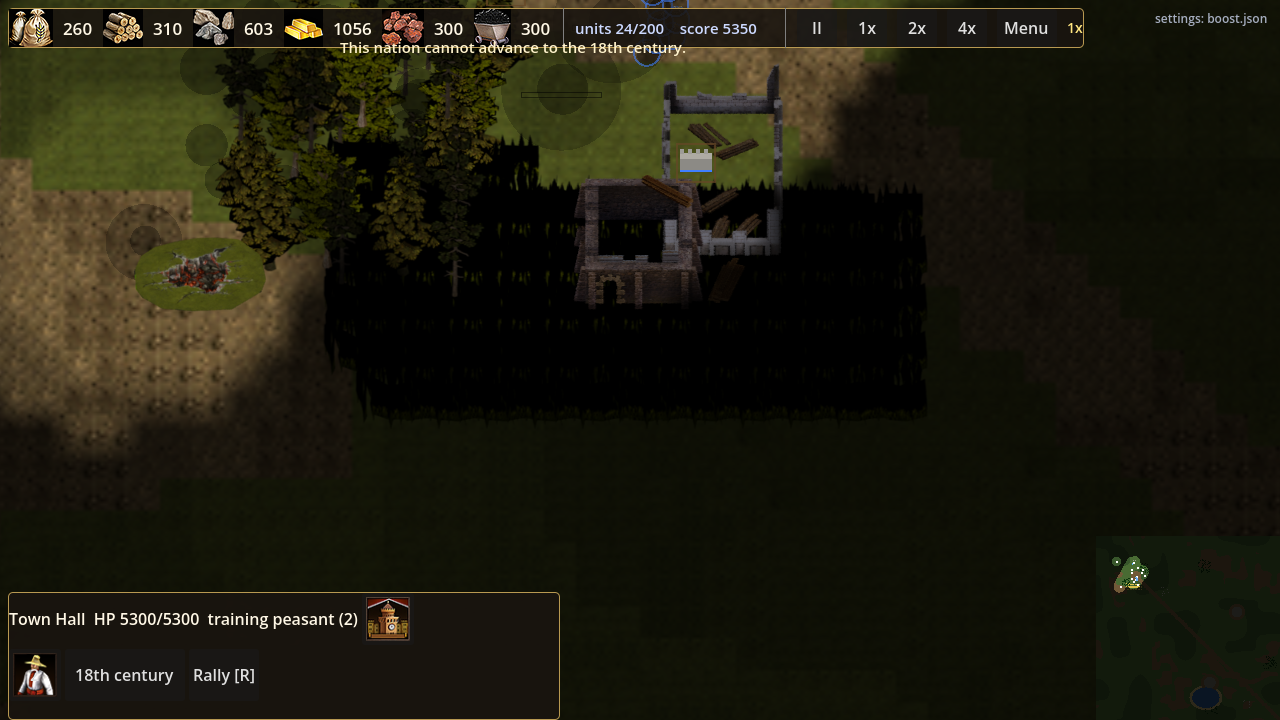 260 310 603 1056 300 300 units 24/200 score 5350 II 1x 2x 4x Menu 1x
settings: boost.json
This nation cannot advance to the 18th century.
Town Hall HP 5300/5300 training peasant (2)
18th century Rally [R]